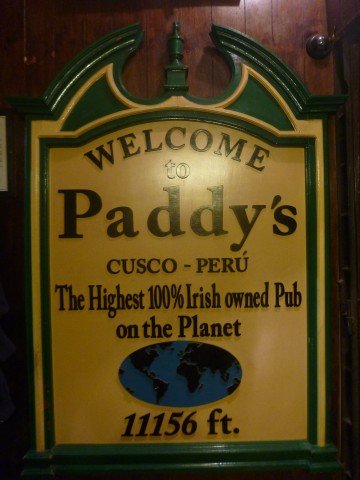 WELCOME
to
Paddy's
CUSCO - PERÚ
The Highest 100% Irish owned Pub
on the Planet
11156 ft.